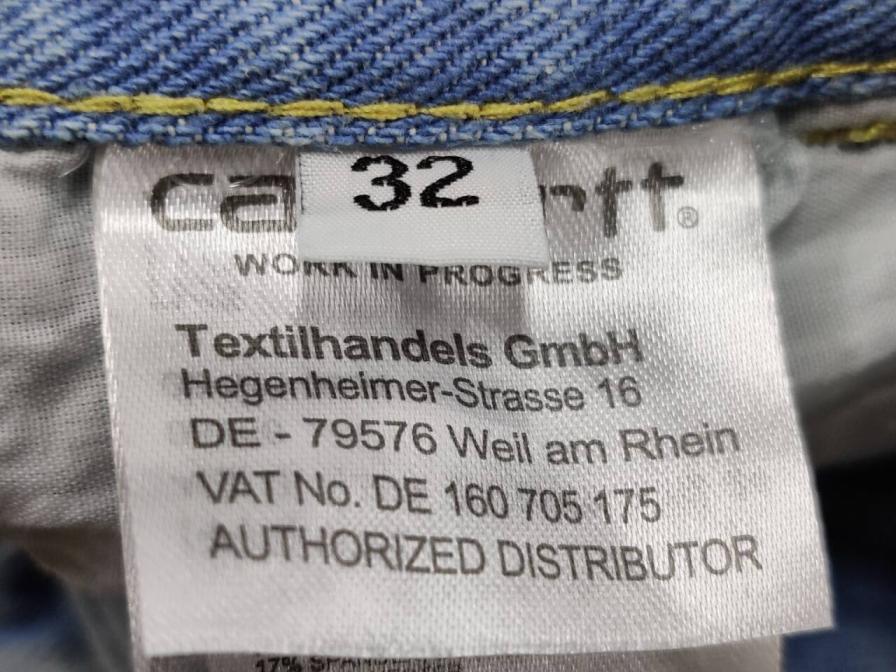 32
WORK IN PROGRESS
Textilhandels GmbH
Hegenheimer-Strasse 16
DE - 79576 Weil am Rhein
VAT No. DE 160 705 175
AUTHORIZED DISTRIBUTOR
17%